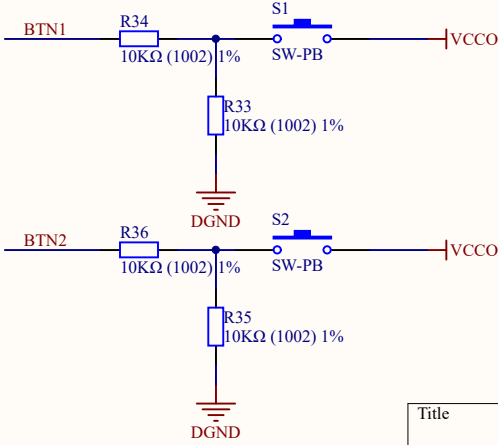 S1
R34
BTN1
VCCO
10KΩ (1002) 1%
SW-PB
R33
10KΩ (1002) 1%
DGND
S2
R36
BTN2
VCCO
10KΩ (1002) 1%
SW-PB
R35
10KΩ (1002) 1%
Title
DGND